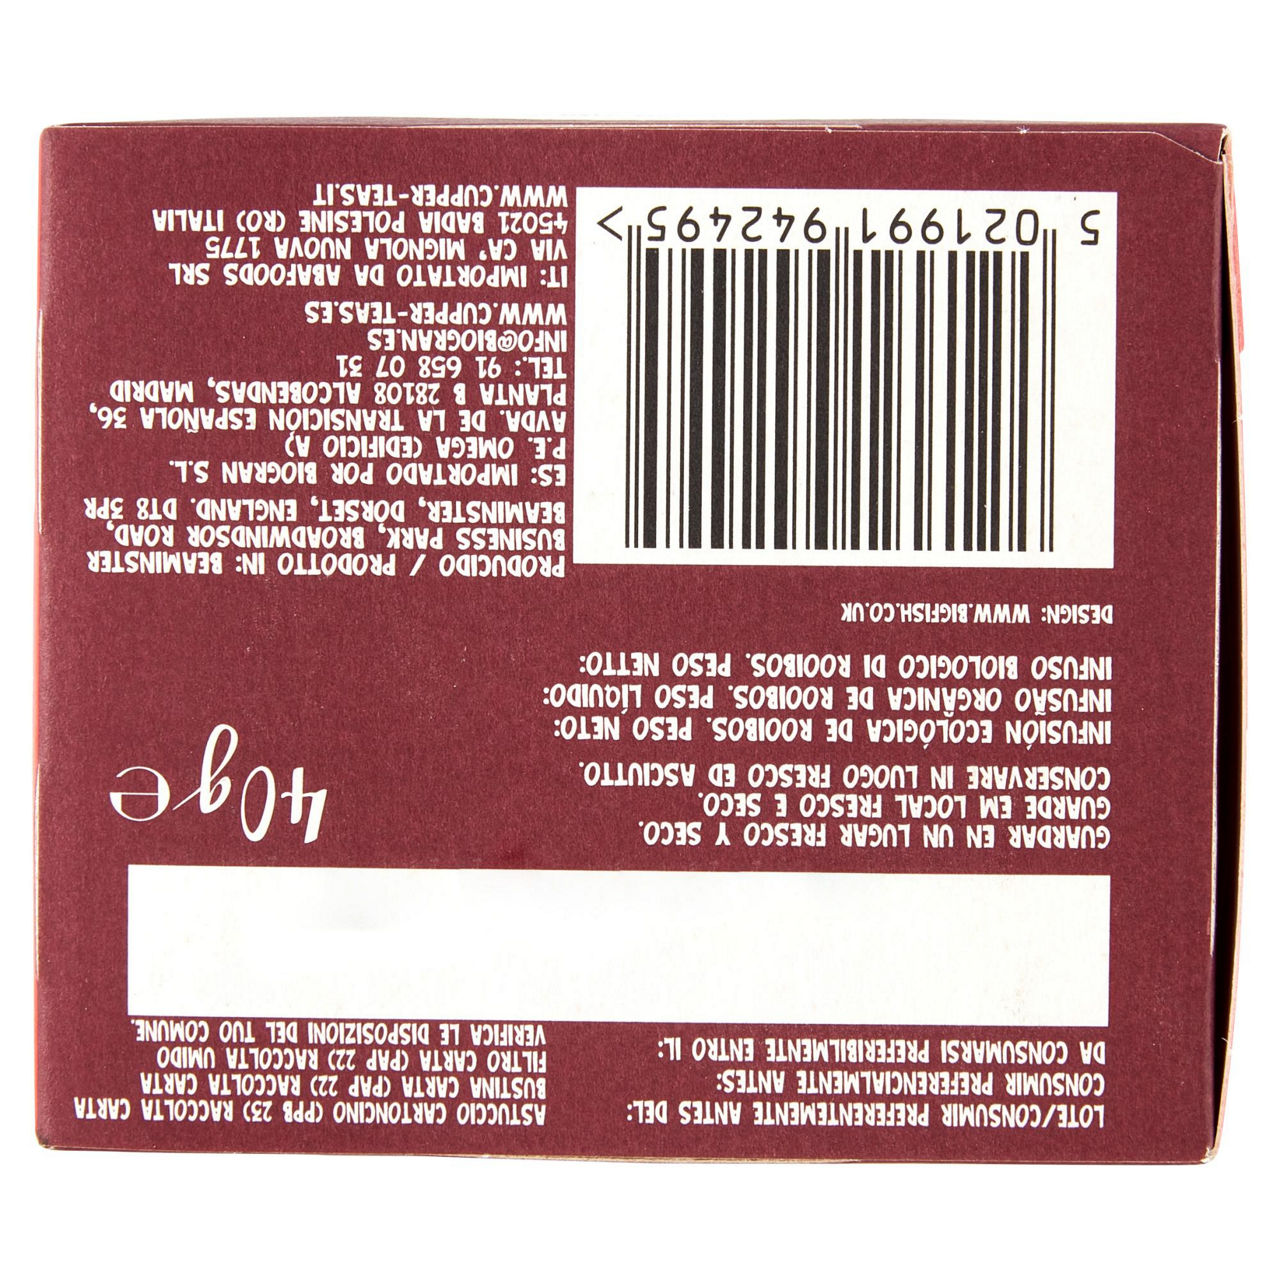 LOTE/CONSUMIR PREFERENTEMENTE ANTES DEL:
CONSUMIR PREFERENCIALMENTE ANTES:
DA CONSUMARSI PREFERIBILMENTE ENTRO IL:
ASTUCCIO CARTONCINO (PPB 23) RACCOLTA CARTA
BUSTINA CARTA (PAP 22) RACCOLTA CARTA
FILTRO CARTA (PAP 22) RACCOLTA UMIDO
VERIFICA LE DISPOSIZIONI DEL TUO COMUNE.
GUARDAR EN UN LUGAR FRESCO Y SECO.
GUARDE EM LOCAL FRESCO E SECO.
CONSERVARE IN LUOGO FRESCO ED ASCIUTTO.
INFUSIÓN ECOLÓGICA DE ROOIBOS. PESO NETO:
INFUSÃO ORGÂNICA DE ROOIBOS. PESO LÍQUIDO:
INFUSO BIOLOGICO DI ROOIBOS. PESO NETTO:
40g e
DESIGN: WWW.BIGFISH.CO.UK
5 021991 942495 >
PRODUCIDO / PRODOTTO IN: BEAMINSTER
BUSINESS PARK, BROADWINDSOR ROAD,
BEAMINSTER, DORSET, ENGLAND. DT8 3PR
ES: IMPORTADO POR BIOGRAN S.L.
P.E. OMEGA (EDIFICIO A)
AVDA. DE LA TRANSICIÓN ESPAÑOLA 36,
PLANTA B 28108 ALCOBENDAS, MADRID
TEL.: 91 658 07 31
INFO@BIOGRAN.ES
WWW.CUPPER-TEAS.ES
IT: IMPORTATO DA ABAFOODS SRL
VIA CA' MIGNOLA NUOVA 1775
45021 BADIA POLESINE (RO) ITALIA
WWW.CUPPER-TEAS.IT